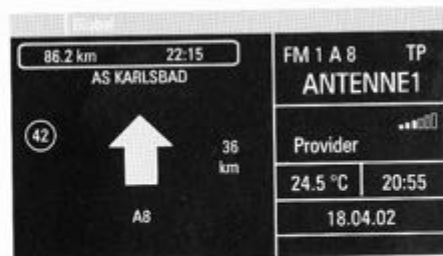 86.2 km 22:15
AS KARLSBAD
42
36
km
A8
FM 1 A 8 TP
ANTENNE1
Provider
24.5 °C 20:55
18.04.02